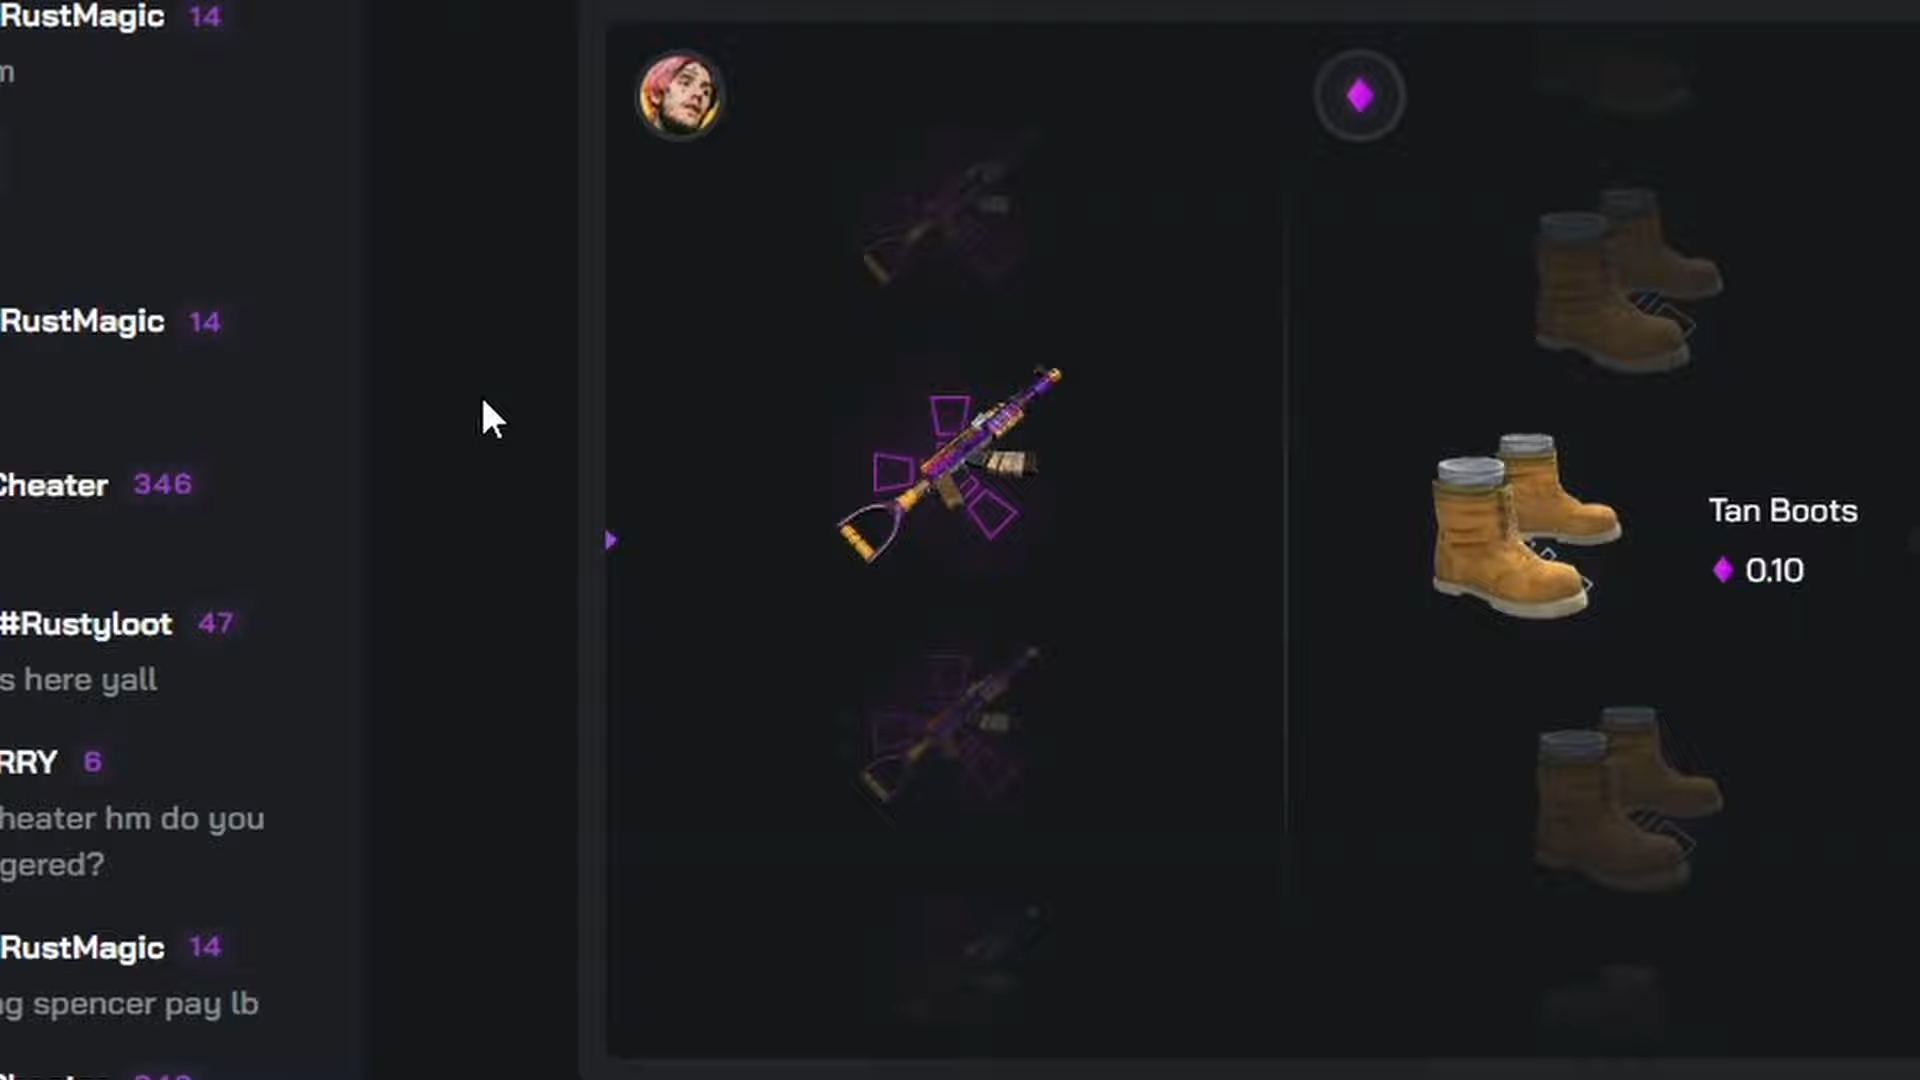 RustMagic 14
m
RustMagic 14
Cheater 346
#Rustyloot 47
s here yall
RRY 6
heater hm do you
gered?
RustMagic 14
ng spencer pay lb
Tan Boots
0.10